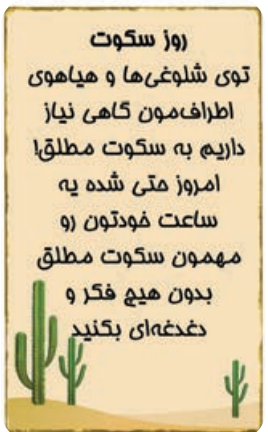 روز سکوت
توی شلوغی‌ها و هیاهوی
اطراف‌مون گاهی نیاز
داریم به سکوت مطلق!
امروز حتی شده یه
ساعت خودتون رو
مهمون سکوت مطلق
بدون هیچ فکر و
دغدغه‌ای بکنید